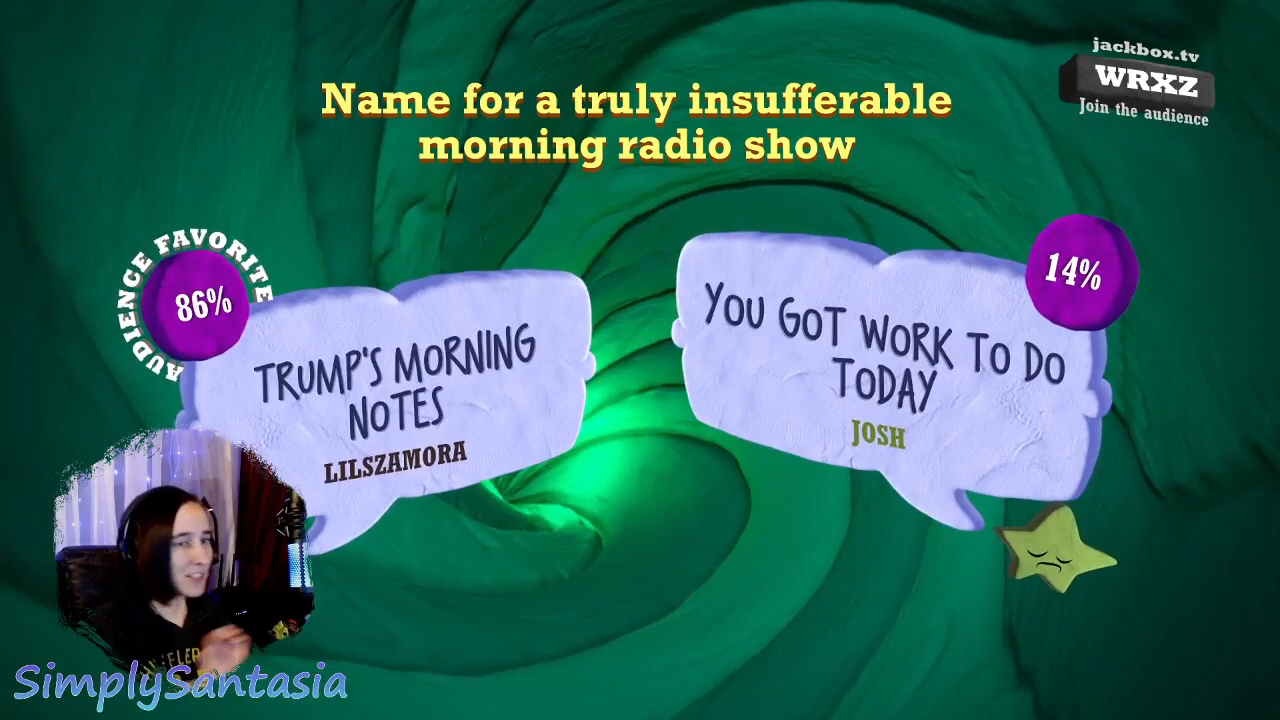 jackbox.tv
WRXZ
Join the audience
Name for a truly insufferable
morning radio show
AUDIENCE FAVORITE
86%
TRUMP'S MORNING
NOTES
LILSZAMORA
14%
YOU GOT WORK TO DO
TODAY
JOSH
SimplySantasia